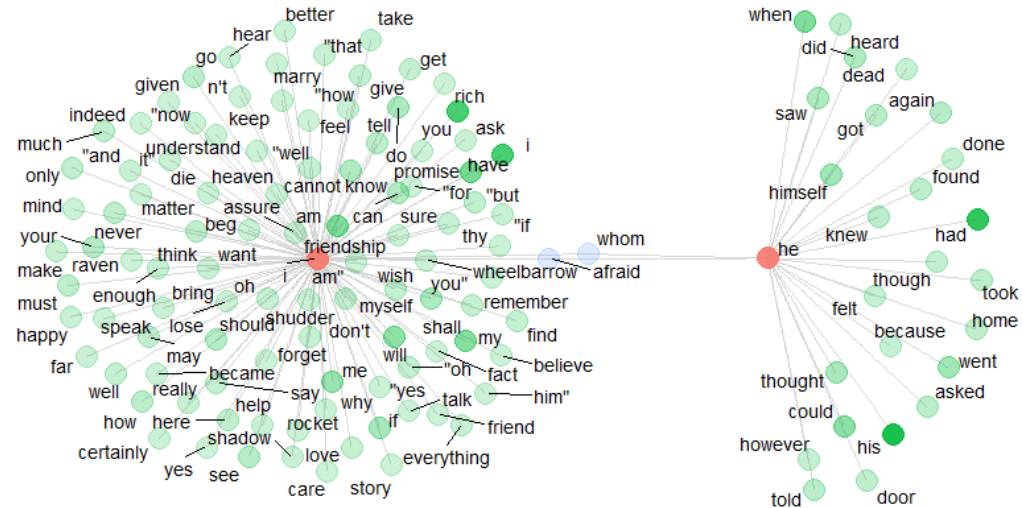 better
take
when
hear
"that
did
heard
go
marry
get
dead
given
n't
"how
give
rich
again
indeed
"now
keep
feel
tell
you
ask
saw
got
much
"and
it"
understand
"well
do
i
done
only
die
heaven
cannot
know
promise
have
himself
found
mind
matter
assure
am
can
sure
"for
"but
your
never
beg
friendship
thy
"if
whom
knew
had
make
raven
think
want
i
am"
wheelbarrow
afraid
he
though
took
must
enough
bring
oh
wish
you"
remember
felt
home
happy
speak
lose
should
shudder
myself
find
because
far
may
forget
don't
shall
my
went
well
really
became
me
will
"oh
fact
believe
thought
asked
how
here
help
say
why
"yes
talk
him"
could
certainly
shadow
rocket
if
friend
however
his
yes
see
love
everything
care
story
told
door